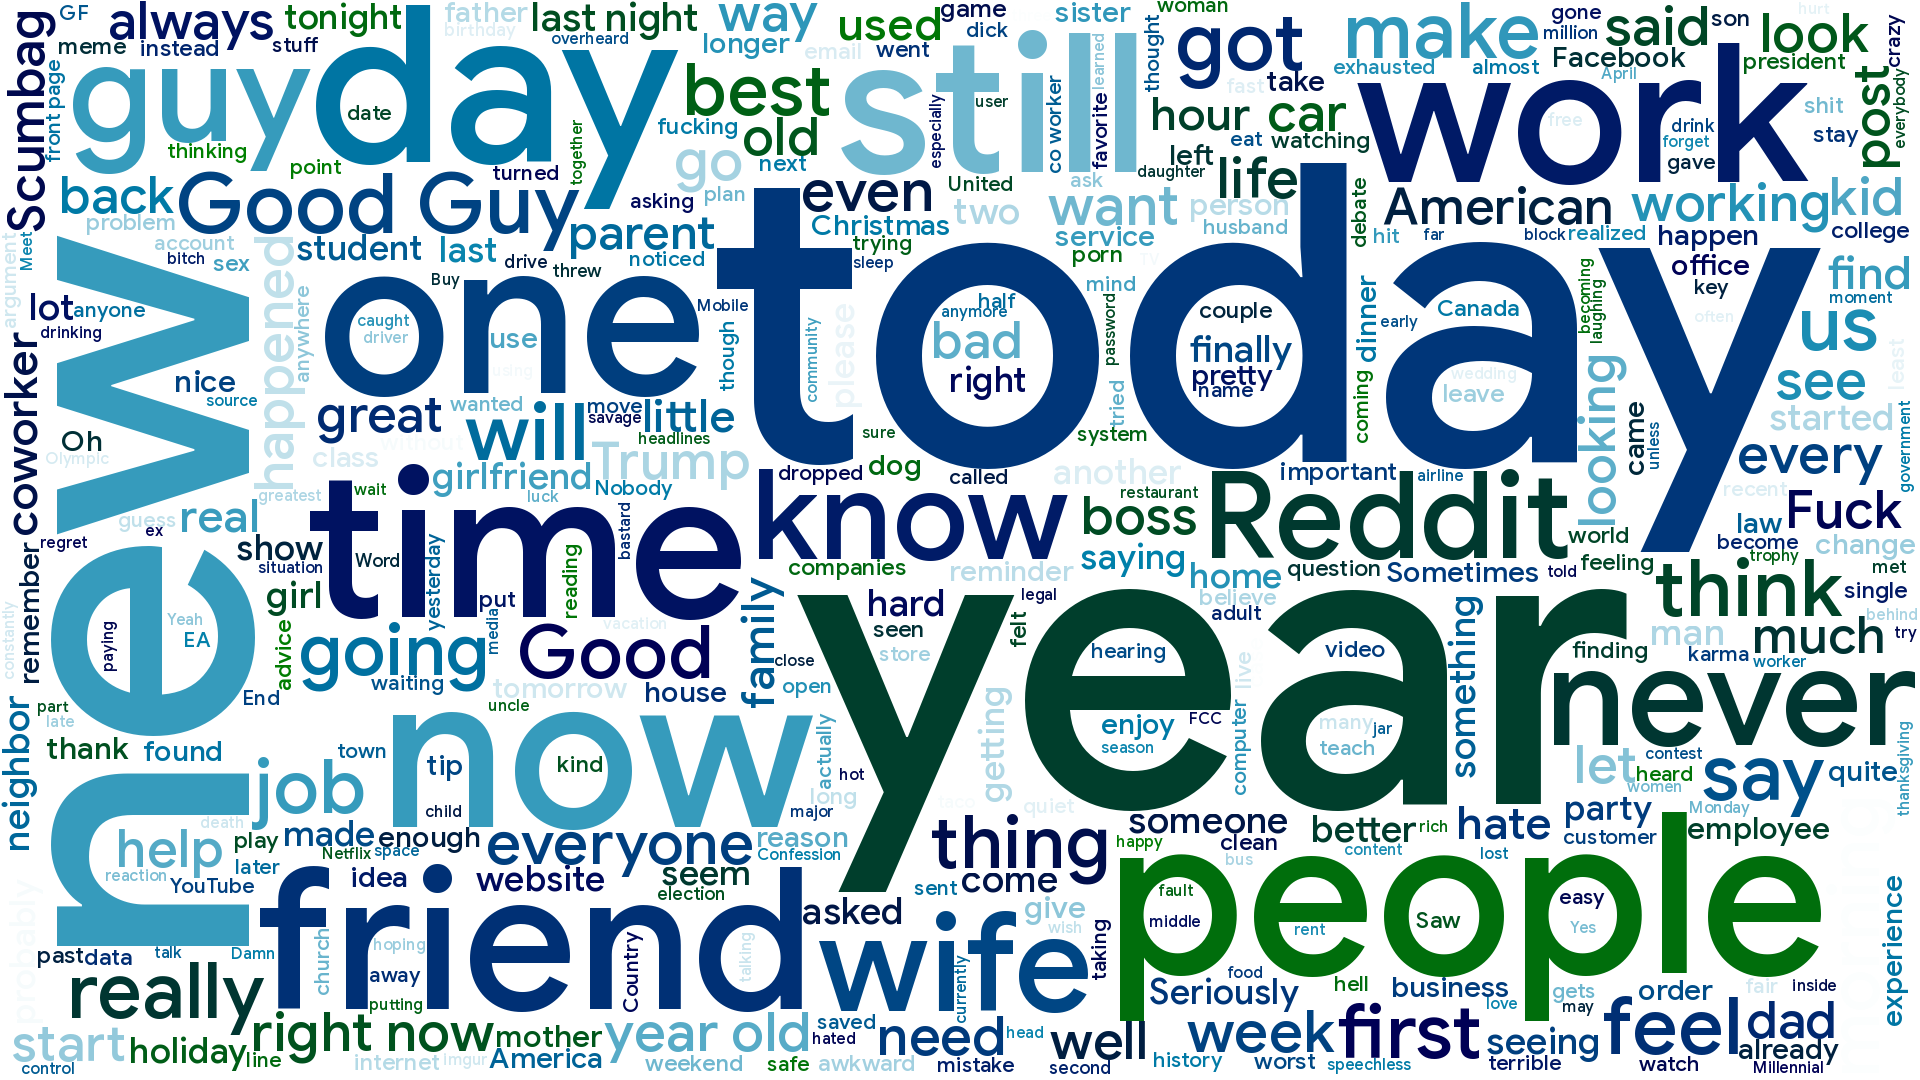 GF
always
tonight
father
last night
way
used
game
sister
woman
make
gone
said
son
look
crazy
hurt
Scumbag
meme
instead
stuff
birthday
overheard
longer
email
went
dick
thought
got
million
Facebook
president
front page
guy
day
date
best
still
user
learned
take
exhausted
almost
April
work
post
everybody
thinking
point
turned
together
fucking
old
next
especially
co worker
favorite
fast
hour
car
eat
watching
free
drink
forget
gave
shit
stay
back
Good Guy
asking
go
plan
even
United
ask
daughter
left
life
American
working
kid
problem
parent
Christmas
two
want
person
debate
college
account
student
last
noticed
trying
service
husband
hit
far
block
realized
happen
Meet
argument
bitch
sex
drive
threw
sleep
porn
TV
office
find
happened
Buy
mind
key
moment
lot
anyone
anywhere
one
Mobile
today
half
anymore
password
couple
early
Canada
becoming
laughing
often
us
drinking
caught
driver
use
though
community
please
bad
right
finally
pretty
name
dinner
coming
wedding
leave
looking
see
least
coworker
new
nice
source
using
great
wanted
move
savage
little
tried
started
came
unless
government
Oh
Olympic
class
without
will
headlines
sure
system
every
girlfriend
Trump
dropped
dog
called
another
important
airline
recent
greatest
wait
luck
Nobody
time
know
restaurant
boss
Reddit
law
Fuck
guess
real
regret
ex
show
situation
Word
yesterday
reading
bastard
companies
saying
reminder
home
question
Sometimes
told
world
feeling
become
trophy
change
met
remember
girl
put
family
hard
legal
believe
adult
think
single
behind
constantly
paying
Yeah
EA
advice
going
media
vacation
Good
seen
felt
year
hearing
video
something
finding
man
much
try
karma
worker
waiting
close
store
live
End
tomorrow
house
open
never
part
late
uncle
getting
enjoy
FCC
many
jar
neighbor
thank
found
town
now
actually
season
computer
teach
let
contest
heard
women
say
quite
thanksgiving
job
tip
kind
hot
long
major
taco
quiet
Monday
death
child
party
customer
employee
help
play
made
enough
everyone
reason
thing
someone
clean
better
rich
hate
later
Netflix
space
Confession
happy
bus
content
lost
reaction
YouTube
idea
website
seem
election
come
sent
people
friend
asked
give
wish
fault
middle
rent
Saw
easy
Yes
experience
probably
past
data
talk
Damn
church
hoping
away
putting
Country
talking
wife
currently
taking
food
Seriously
hell
business
love
gets
may
order
fair
inside
really
start
holiday
line
right now
mother
year old
saved
hated
need
head
well
week
first
seeing
feel
dad
already
control
internet
Imgur
America
weekend
safe
awkward
mistake
second
history
worst
speechless
terrible
watch
Millennial